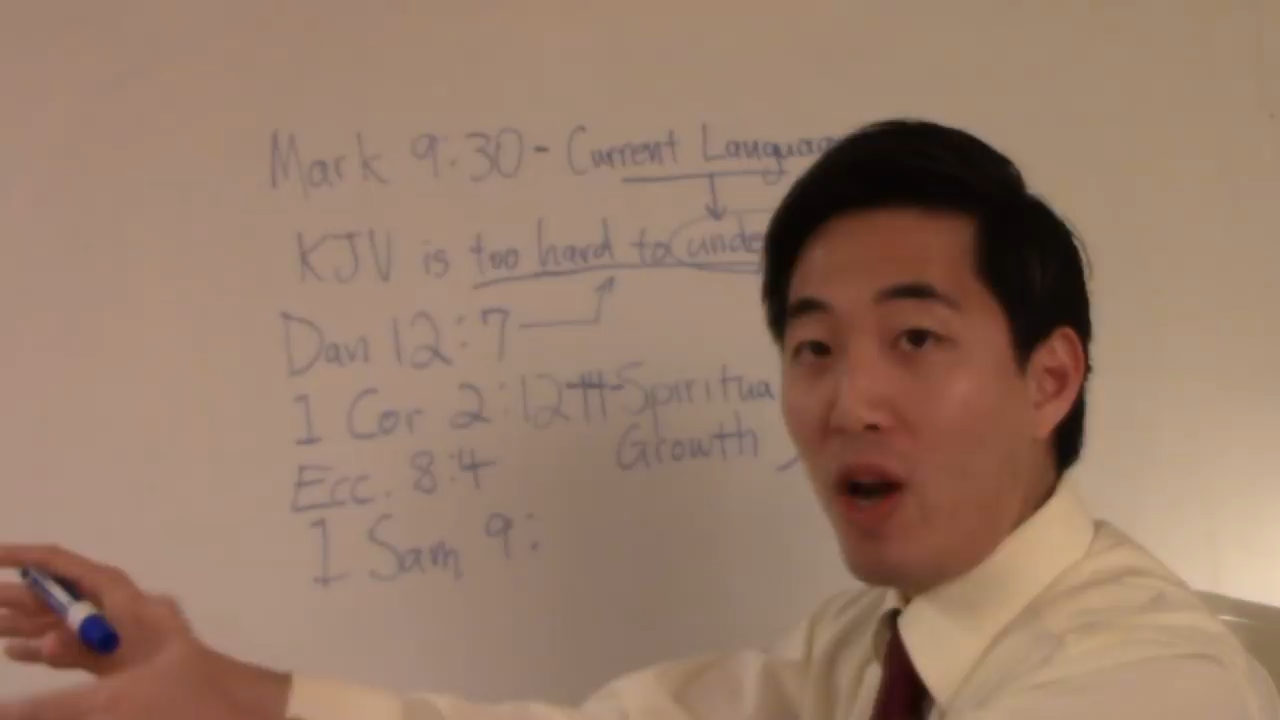 Mark 9:30 - Current Languag
KJV is too hard to unde
Dan 12:7
1 Cor 2:12 Spiritua
Growth
Ecc. 8:4
1 Sam 9: